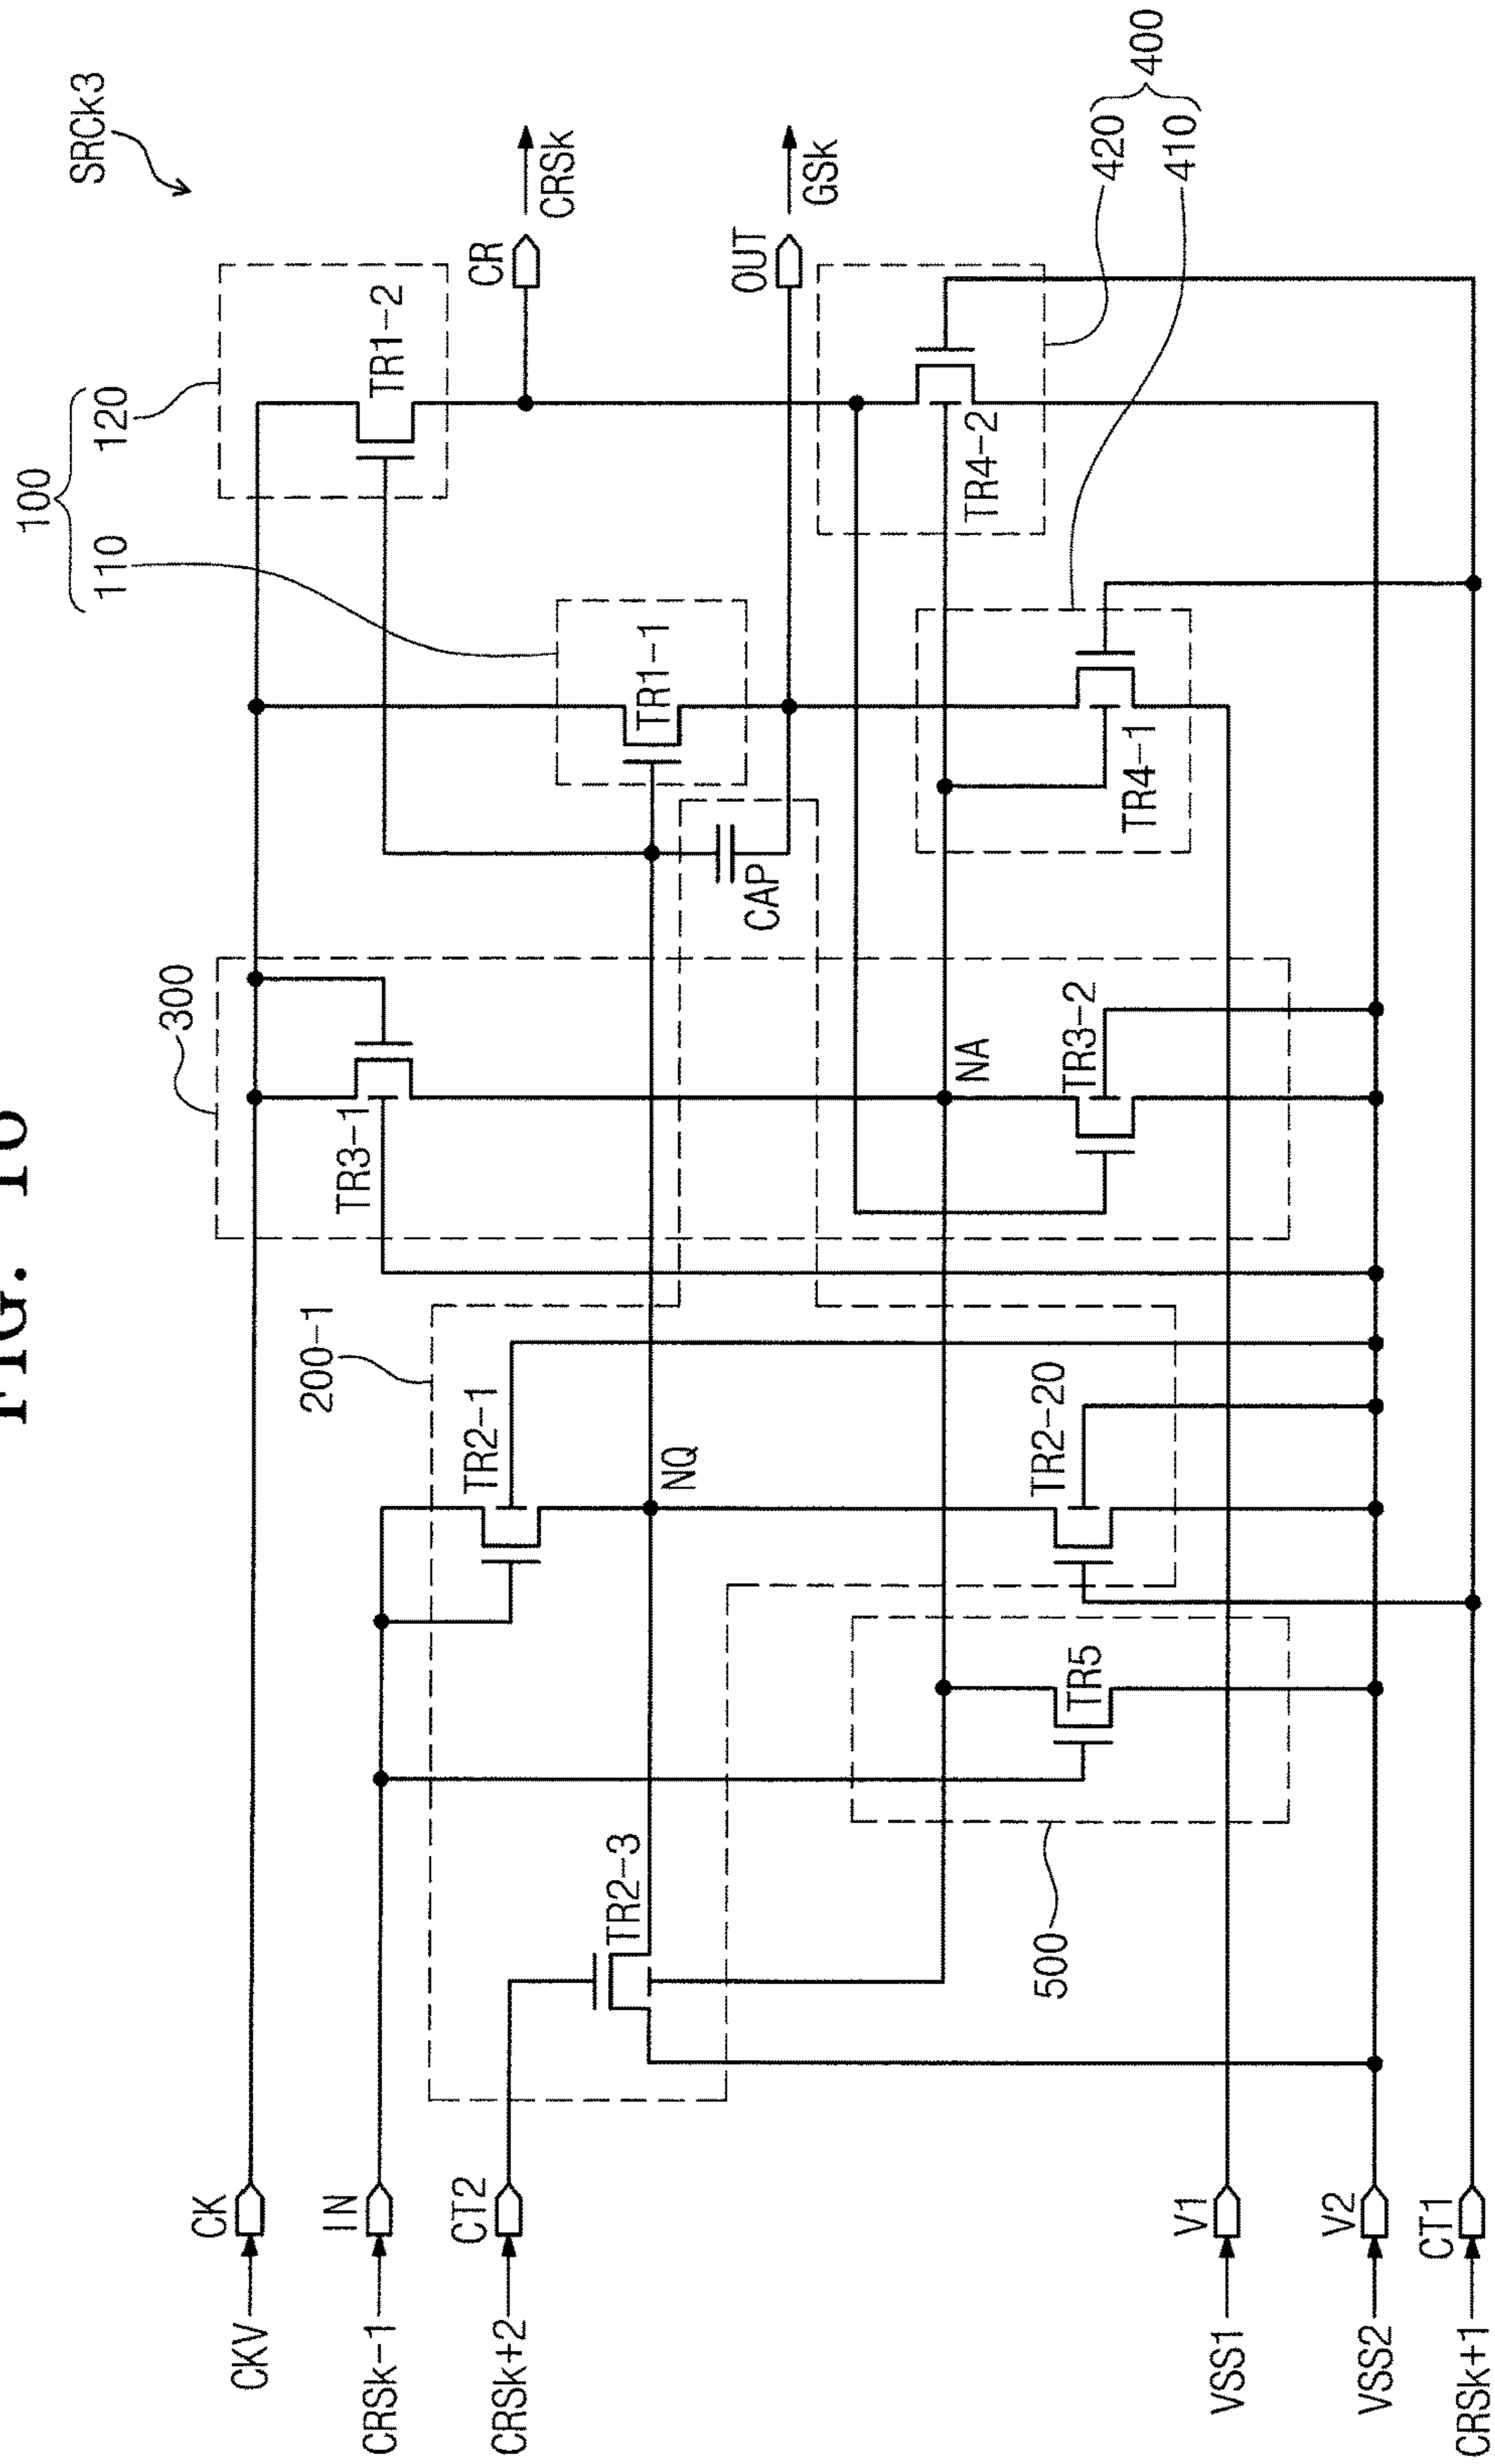 FIG. 16
SRCk3
100
110
120
300
200-1
TR1-2
CR
CRSk
TR1-1
OUT
GSk
CAP
TR3-1
TR2-1
NQ
TR2-3
NA
TR3-2
TR2-20
TR5
500
TR4-1
TR4-2
420
410
400
CKV
CK
CRSk-1
IN
CRSk+2
CT2
VSS1
V1
VSS2
V2
CRSk+1
CT1